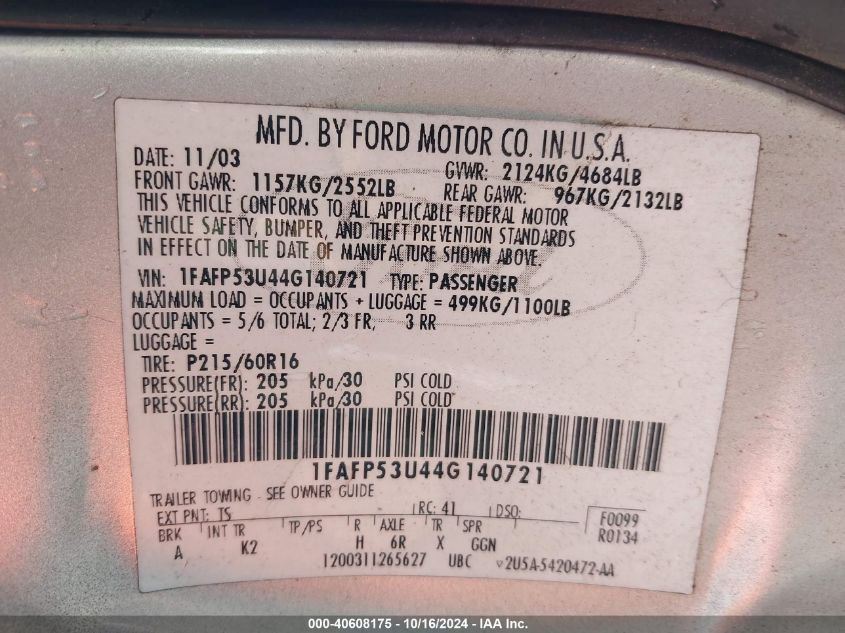 MFD. BY FORD MOTOR CO. IN U.S.A.
DATE: 11/03 GVWR: 2124KG/4684LB
FRONT GAWR: 1157KG/2552LB REAR GAWR: 967KG/2132LB
THIS VEHICLE CONFORMS TO ALL APPLICABLE FEDERAL MOTOR
VEHICLE SAFETY, BUMPER, AND THEFT PREVENTION STANDARDS
IN EFFECT ON THE DATE OF MANUFACTURE SHOWN ABOVE.
VIN: 1FAFP53U44G140721 TYPE: PASSENGER
MAXIMUM LOAD = OCCUPANTS + LUGGAGE = 499KG/1100LB
OCCUPANTS = 5/6 TOTAL; 2/3 FR, 3 RR
LUGGAGE =
TIRE: P215/60R16
PRESSURE(FR): 205 kPa/30 PSI COLD
PRESSURE(RR): 205 kPa/30 PSI COLD
1FAFP53U44G140721
TRAILER TOWING - SEE OWNER GUIDE
EXT PNT: TS RC: 41 DSO: F0099
BRK INT TR TP/PS R AXLE TR SPR R0134
A K2 H 6R X GGN
1200311265627 UBC v2U5A-5420472-AA
000-40608175 - 10/16/2024 - IAA Inc.